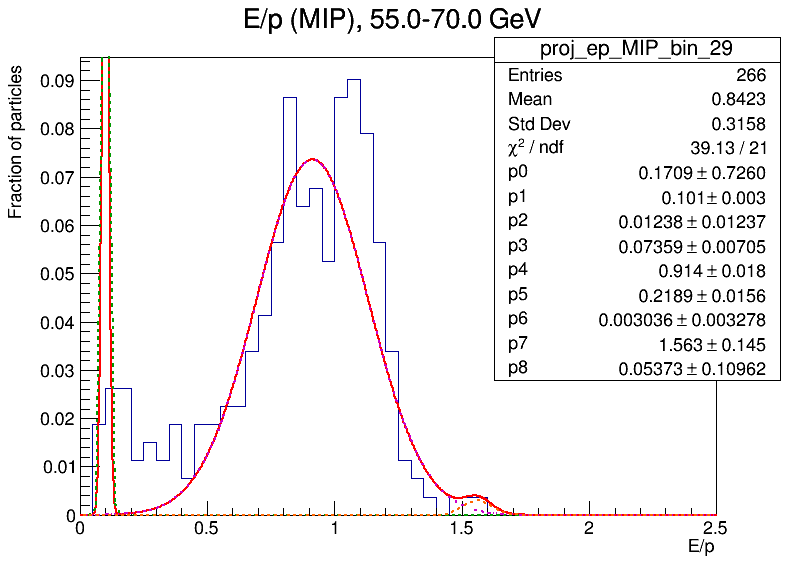 E/p (MIP), 55.0-70.0 GeV
proj_ep_MIP_bin_29
Entries 266
Mean 0.8423
Std Dev 0.3158
χ² / ndf 39.13 / 21
p0 0.1709 ± 0.7260
p1 0.101 ± 0.003
p2 0.01238 ± 0.01237
p3 0.07359 ± 0.00705
p4 0.914 ± 0.018
p5 0.2189 ± 0.0156
p6 0.003036 ± 0.003278
p7 1.563 ± 0.145
p8 0.05373 ± 0.10962
Fraction of particles
0.09
0.08
0.07
0.06
0.05
0.04
0.03
0.02
0.01
0
0 0.5 1 1.5 2 2.5
E/p